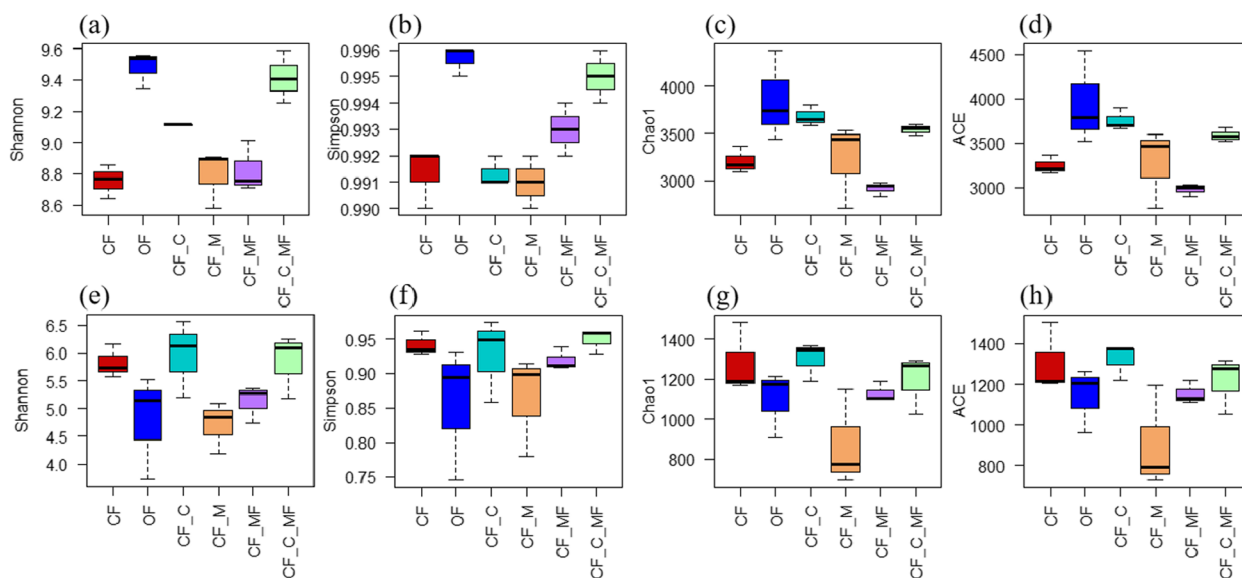 (a)
Shannon
9.6
9.4
9.2
9.0
8.8
8.6
CF
OF
CF_C
CF_M
CF_MF
CF_C_MF
(b)
Simpson
0.996
0.995
0.994
0.993
0.992
0.991
0.990
CF
OF
CF_C
CF_M
CF_MF
CF_C_MF
(c)
Chao1
4000
3500
3000
CF
OF
CF_C
CF_M
CF_MF
CF_C_MF
(d)
ACE
4500
4000
3500
3000
CF
OF
CF_C
CF_M
CF_MF
CF_C_MF
(e)
Shannon
6.5
6.0
5.5
5.0
4.5
4.0
CF
OF
CF_C
CF_M
CF_MF
CF_C_MF
(f)
Simpson
0.95
0.90
0.85
0.80
0.75
CF
OF
CF_C
CF_M
CF_MF
CF_C_MF
(g)
Chao1
1400
1200
1000
800
CF
OF
CF_C
CF_M
CF_MF
CF_C_MF
(h)
ACE
1400
1200
1000
800
CF
OF
CF_C
CF_M
CF_MF
CF_C_MF